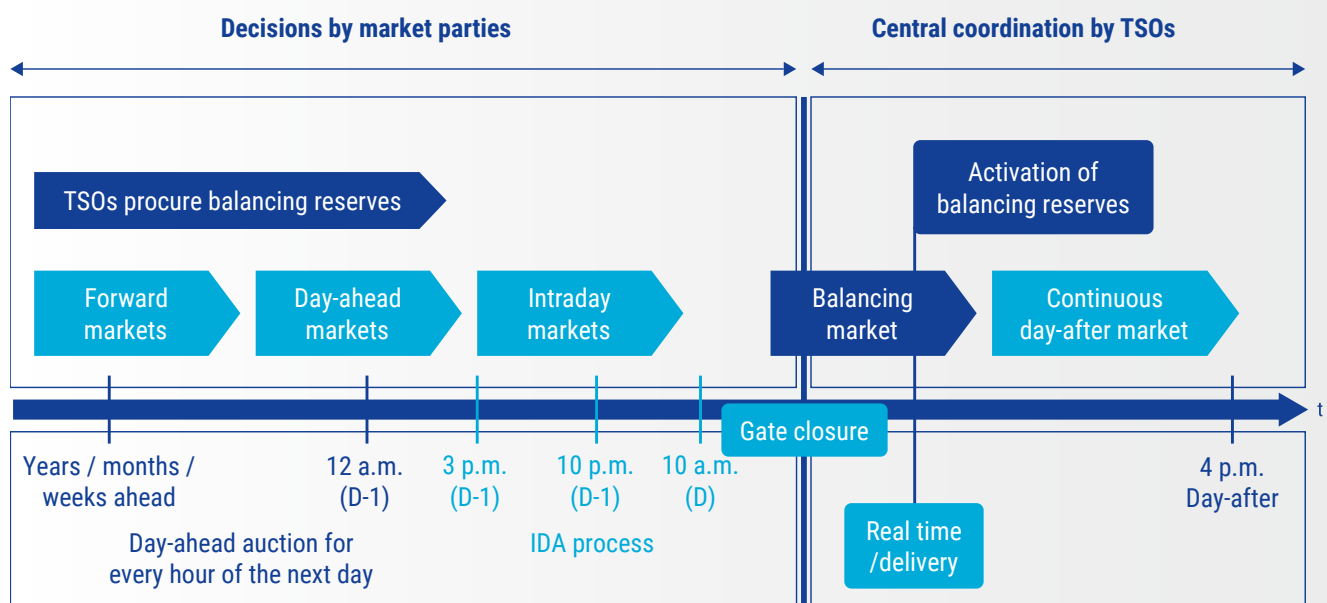 Decisions by market parties
Central coordination by TSOs
TSOs procure balancing reserves
Activation of
balancing reserves
Forward
markets
Day-ahead
markets
Intraday
markets
Balancing
market
Continuous
day-after market
t
Gate closure
Years / months /
weeks ahead
12 a.m.
(D-1)
3 p.m.
(D-1)
10 p.m.
(D-1)
10 a.m.
(D)
4 p.m.
Day-after
Day-ahead auction for
every hour of the next day
IDA process
Real time
/delivery